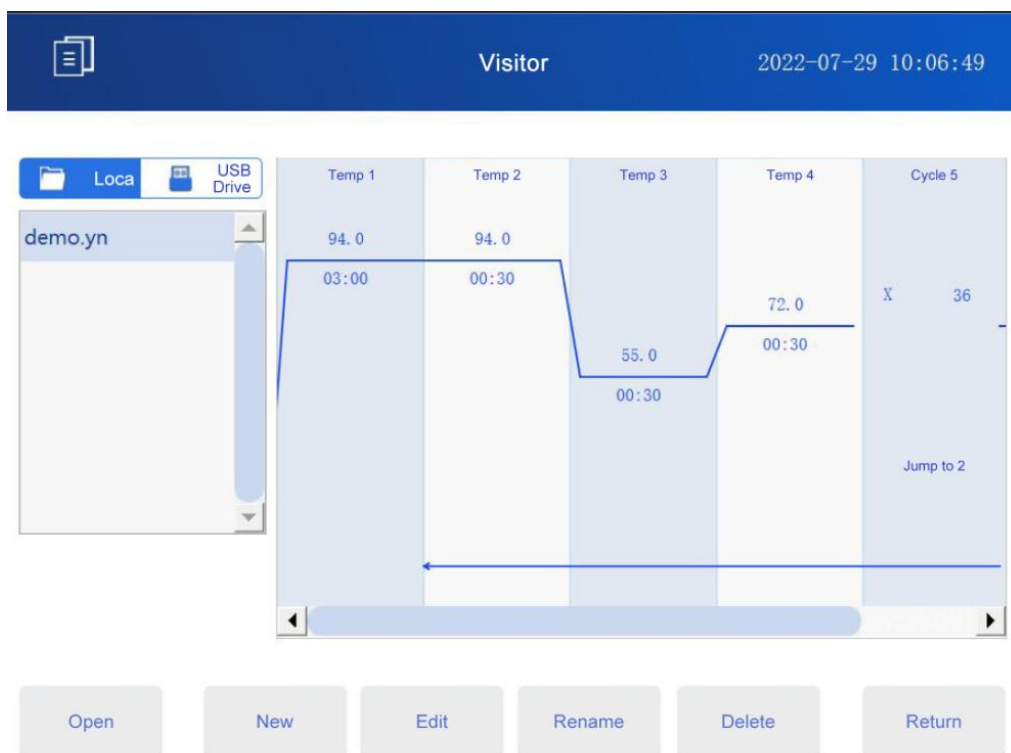 Visitor
2022-07-29 10:06:49
Loca
USB
Drive
demo.yn
Temp 1
Temp 2
Temp 3
Temp 4
Cycle 5
94.0
94.0
03:00
00:30
X 36
72.0
00:30
55.0
00:30
Jump to 2
Open
New
Edit
Rename
Delete
Return